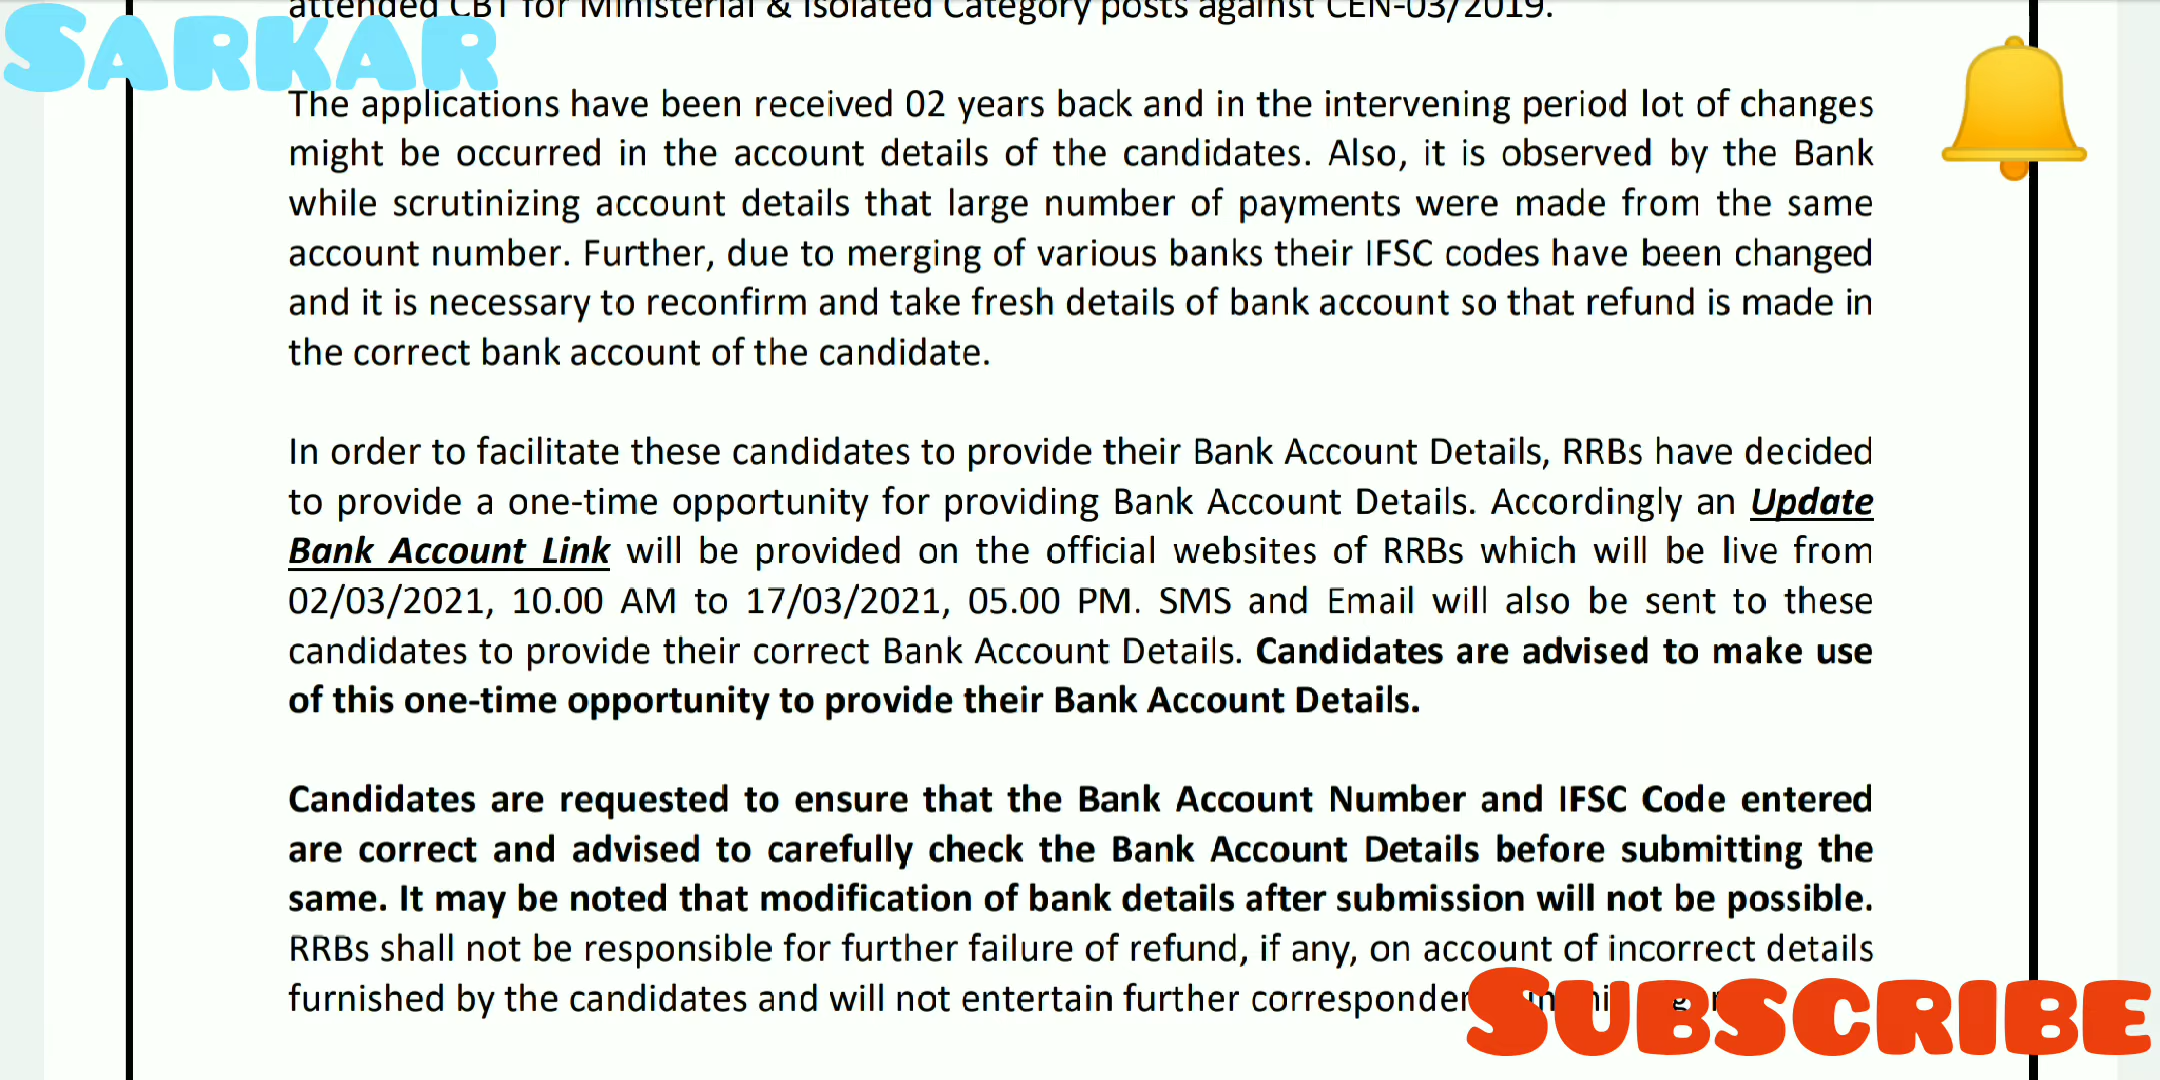 attended CBT for Ministerial & Isolated Category posts against CEN-03/2019.
SARKAR
The applications have been received 02 years back and in the intervening period lot of changes
might be occurred in the account details of the candidates. Also, it is observed by the Bank
while scrutinizing account details that large number of payments were made from the same
account number. Further, due to merging of various banks their IFSC codes have been changed
and it is necessary to reconfirm and take fresh details of bank account so that refund is made in
the correct bank account of the candidate.
In order to facilitate these candidates to provide their Bank Account Details, RRBs have decided
to provide a one-time opportunity for providing Bank Account Details. Accordingly an Update
Bank Account Link will be provided on the official websites of RRBs which will be live from
02/03/2021, 10.00 AM to 17/03/2021, 05.00 PM. SMS and Email will also be sent to these
candidates to provide their correct Bank Account Details. Candidates are advised to make use
of this one-time opportunity to provide their Bank Account Details.
Candidates are requested to ensure that the Bank Account Number and IFSC Code entered
are correct and advised to carefully check the Bank Account Details before submitting the
same. It may be noted that modification of bank details after submission will not be possible.
RRBs shall not be responsible for further failure of refund, if any, on account of incorrect details
furnished by the candidates and will not entertain further
SUBSCRIBE